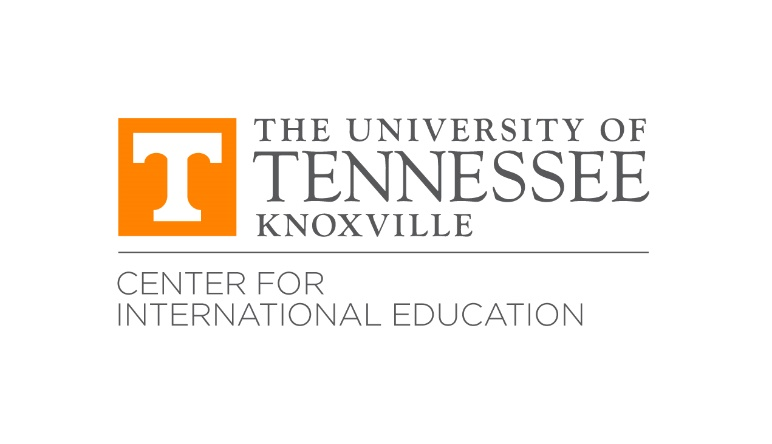 T
THE UNIVERSITY OF
TENNESSEE
KNOXVILLE
CENTER FOR
INTERNATIONAL EDUCATION